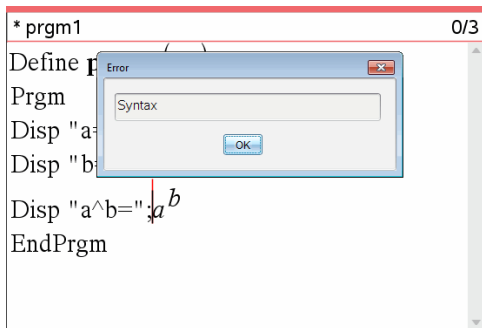 * prgm1 0/3
Define
Error
Prgm
Syntax
Disp "a=
OK
Disp "b=
Disp "a^b=";a^b
EndPrgm